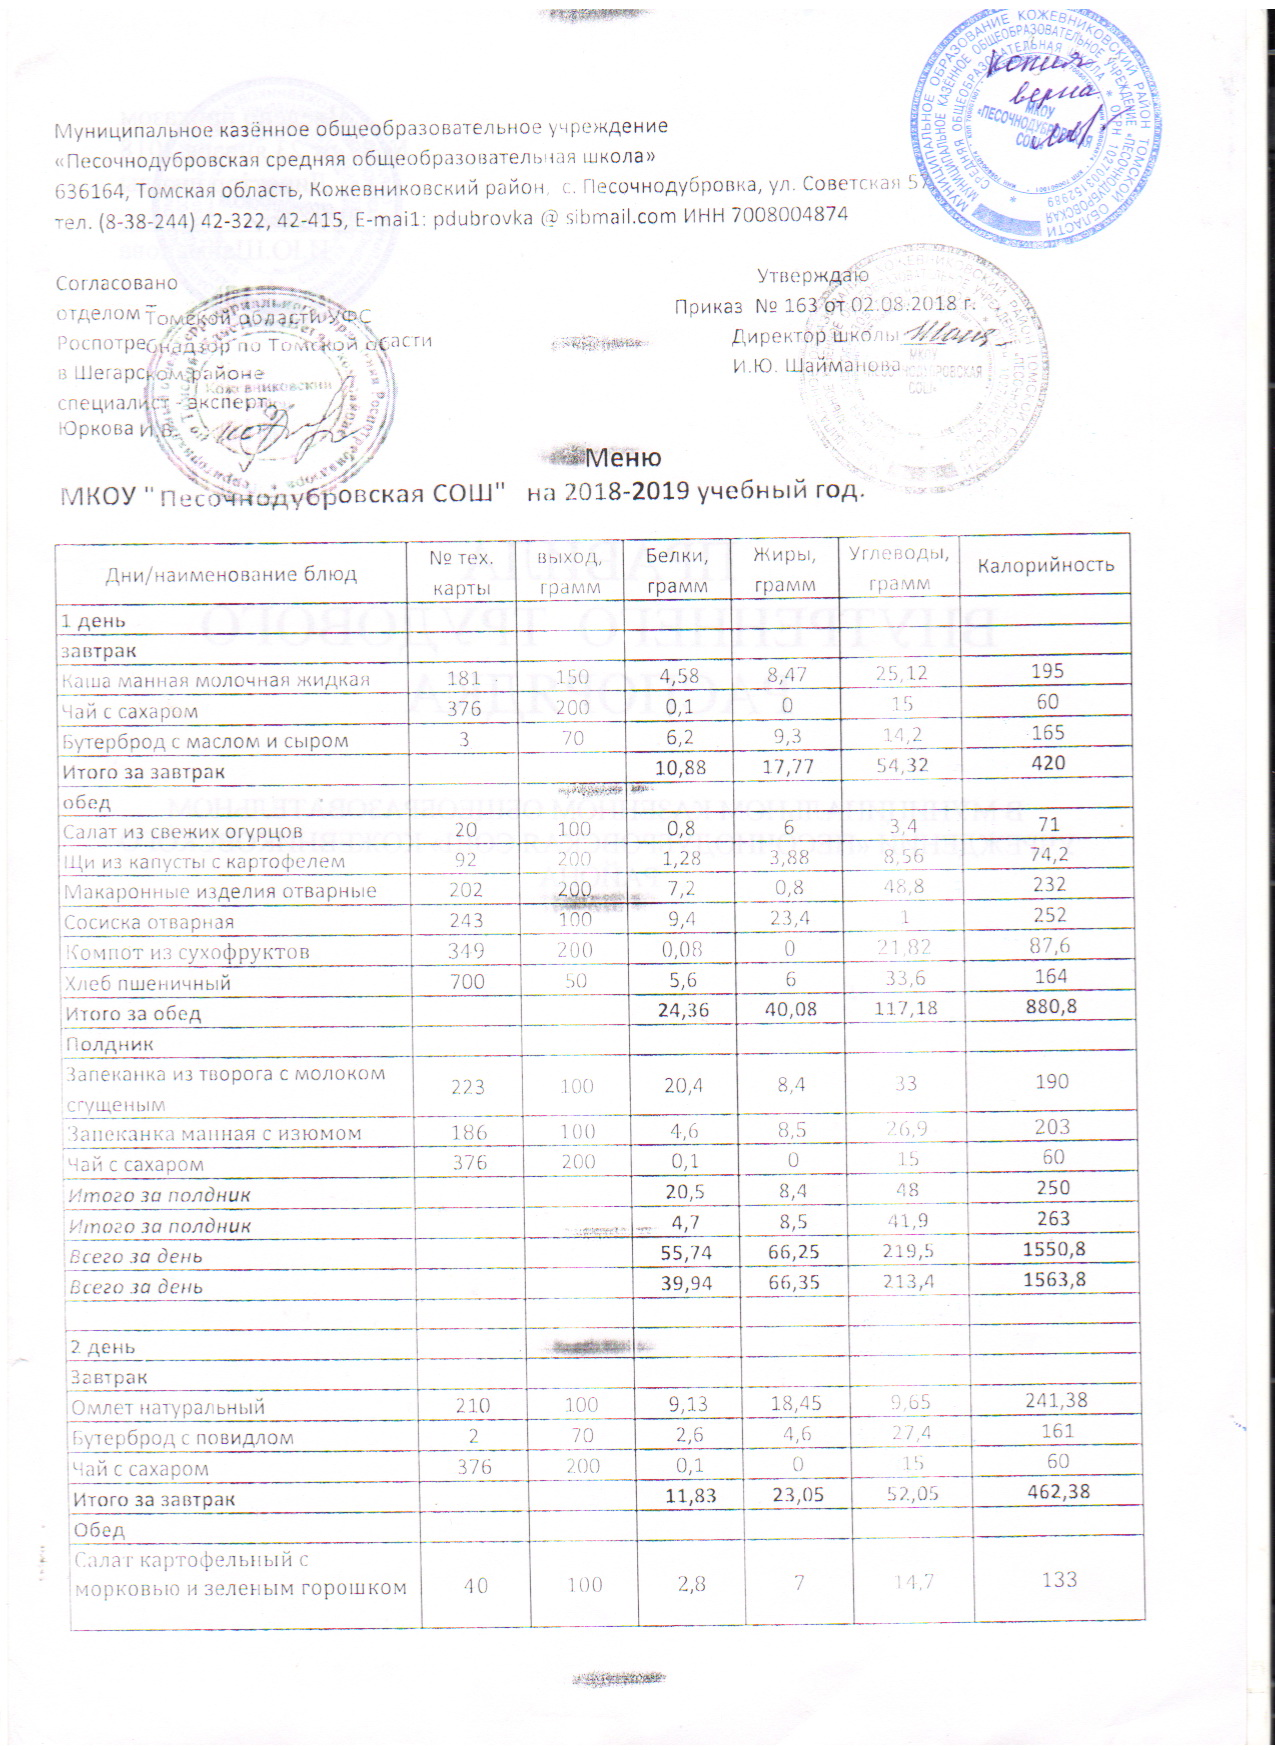 Муниципальное казённое общеобразовательное учреждение
«Песочнодубровская средняя общеобразовательная школа»
636164, Томская область, Кожевниковский район, с. Песочнодубровка, ул. Советская 57
тел. (8-38-244) 42-322, 42-415, E-mai1: pdubrovka @ sibmail.com ИНН 7008004874
копия
верна
МКОУ
«ПЕСОЧНОДУБРОВСКАЯ
СОШ»
Согласовано
отделом Томской области УФС
Роспотребнадзор по Томской обасти
в Шегарском районе
специалист - эксперт
Юркова И.В.
Кожевниковский
Утверждаю
Приказ № 163 от 02.08.2018 г.
Директор школы
И.Ю. Шайманова
МКОУ
ПЕСОЧНОДУБРОВСКАЯ
СОШ»
Меню
МКОУ " Песочнодубровская СОШ" на 2018-2019 учебный год.
Дни/наименование блюд № тех. карты выход, грамм Белки, грамм Жиры, грамм Углеводы, грамм Калорийность
1 день
завтрак
Каша манная молочная жидкая 181 150 4,58 8,47 25,12 195
Чай с сахаром 376 200 0,1 0 15 60
Бутерброд с маслом и сыром 3 70 6,2 9,3 14,2 165
Итого за завтрак 10,88 17,77 54,32 420
обед
Салат из свежих огурцов 20 100 0,8 6 3,4 71
Щи из капусты с картофелем 92 200 1,28 3,88 8,56 74,2
Макаронные изделия отварные 202 200 7,2 0,8 48,8 232
Сосиска отварная 243 100 9,4 23,4 1 252
Компот из сухофруктов 349 200 0,08 0 21,82 87,6
Хлеб пшеничный 700 50 5,6 6 33,6 164
Итого за обед 24,36 40,08 117,18 880,8
Полдник
Запеканка из творога с молоком сгущеным 223 100 20,4 8,4 33 190
Запеканка манная с изюмом 186 100 4,6 8,5 26,9 203
Чай с сахаром 376 200 0,1 0 15 60
Итого за полдник 20,5 8,4 48 250
Итого за полдник 4,7 8,5 41,9 263
Всего за день 55,74 66,25 219,5 1550,8
Всего за день 39,94 66,35 213,4 1563,8
2 день
Завтрак
Омлет натуральный 210 100 9,13 18,45 9,65 241,38
Бутерброд с повидлом 2 70 2,6 4,6 27,4 161
Чай с сахаром 376 200 0,1 0 15 60
Итого за завтрак 11,83 23,05 52,05 462,38
Обед
Салат картофельный с морковью и зеленым горошком 40 100 2,8 7 14,7 133